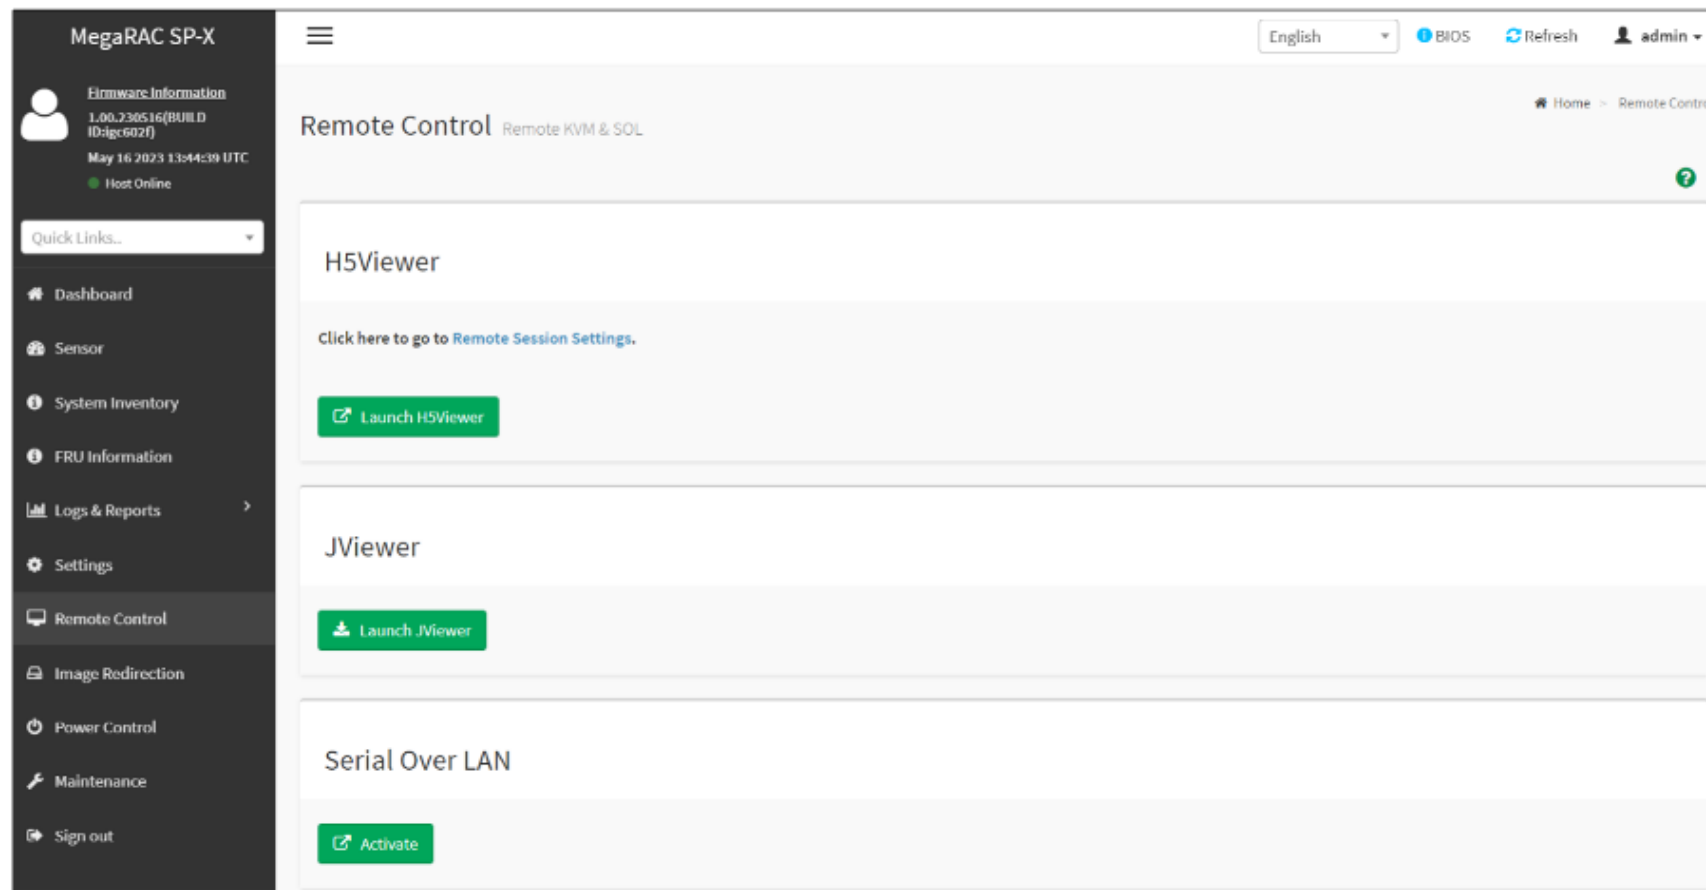 MegaRAC SP-X
English
BIOS
Refresh
admin
Firmware Information
1.00.230516(BUILD
ID:igc602f)
May 16 2023 13:44:39 UTC
Host Online
Home > Remote Contr
Remote Control Remote KVM & SOL
Quick Links..
Dashboard
Sensor
System Inventory
FRU Information
Logs & Reports
Settings
Remote Control
Image Redirection
Power Control
Maintenance
Sign out
H5Viewer
Click here to go to Remote Session Settings.
Launch H5Viewer
JViewer
Launch JViewer
Serial Over LAN
Activate